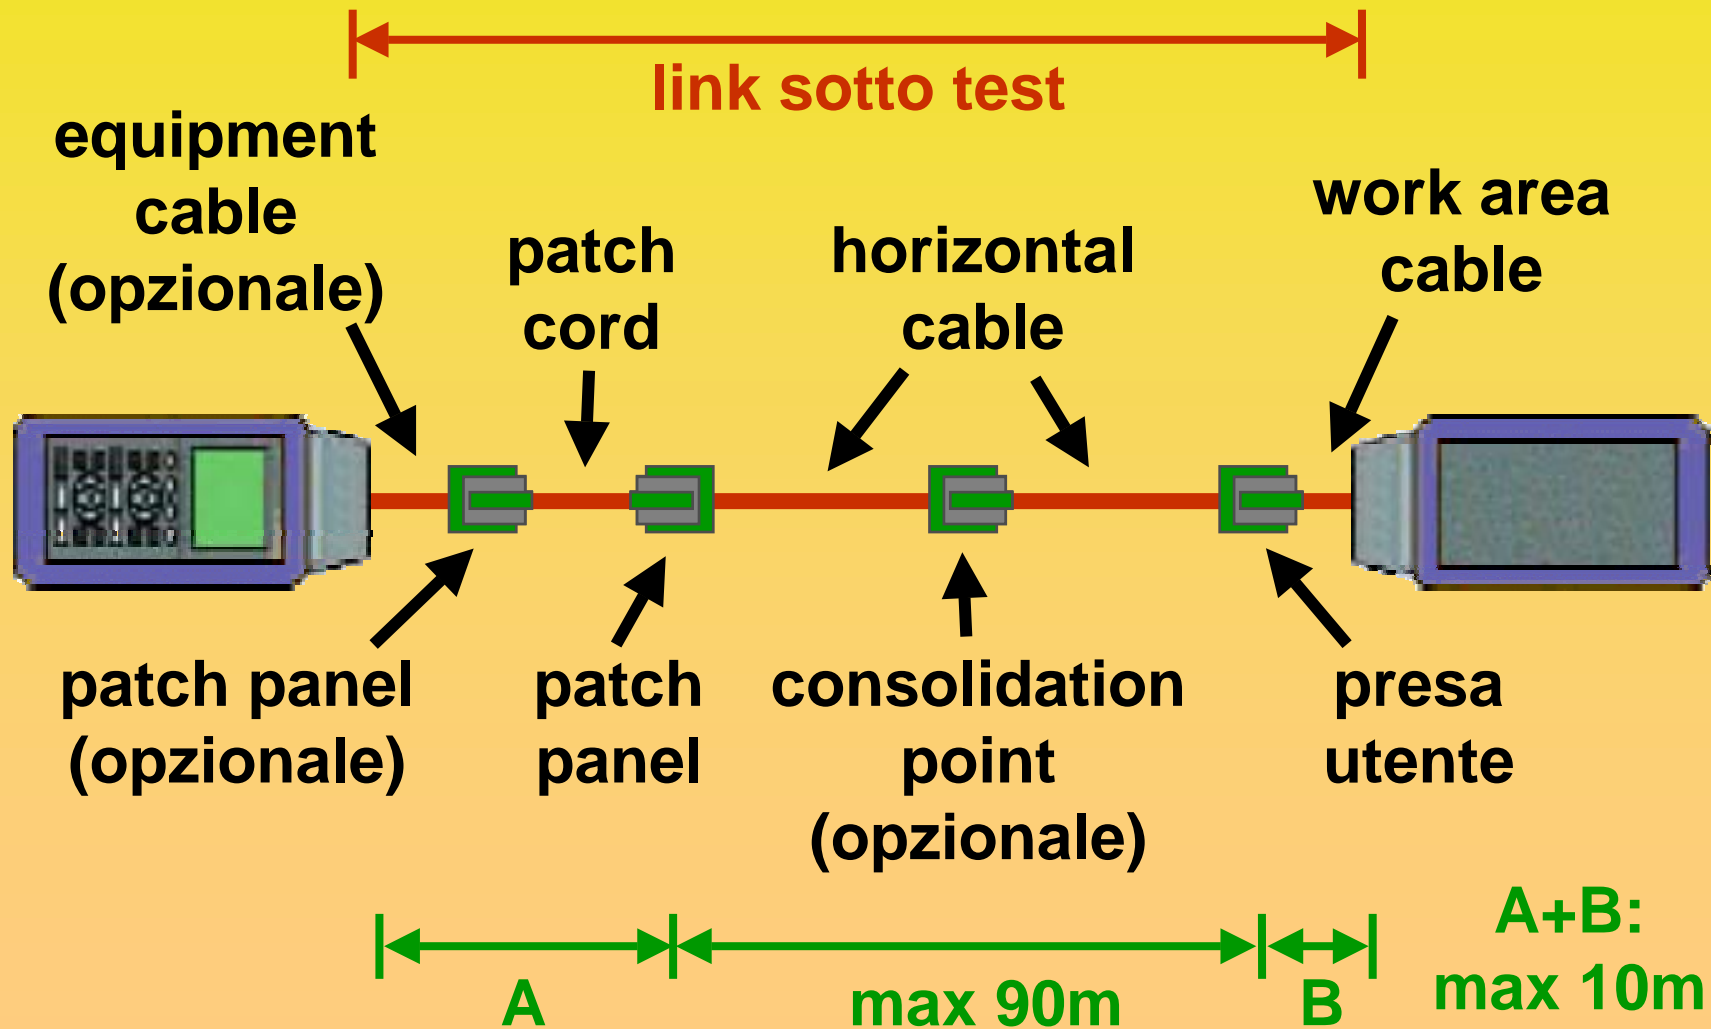 link sotto test
equipment
cable
(opzionale)
patch
cord
horizontal
cable
work area
cable
patch panel
(opzionale)
patch
panel
consolidation
point
(opzionale)
presa
utente
A
max 90m
B
A+B:
max 10m